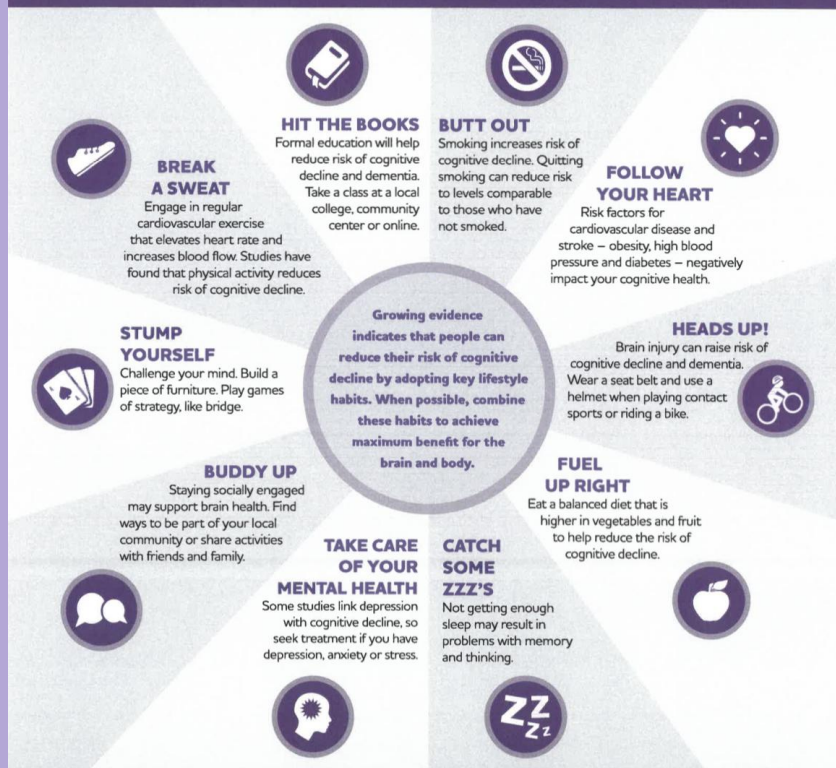 HIT THE BOOKS
Formal education will help
reduce risk of cognitive
decline and dementia.
Take a class at a local
college, community
center or online.
BUTT OUT
Smoking increases risk of
cognitive decline. Quitting
smoking can reduce risk
to levels comparable
to those who have
not smoked.
FOLLOW
YOUR HEART
Risk factors for
cardiovascular disease and
stroke – obesity, high blood
pressure and diabetes – negatively
impact your cognitive health.
HEADS UP!
Brain injury can raise risk of
cognitive decline and dementia.
Wear a seat belt and use a
helmet when playing contact
sports or riding a bike.
FUEL
UP RIGHT
Eat a balanced diet that is
higher in vegetables and fruit
to help reduce the risk of
cognitive decline.
CATCH
SOME
ZZZ'S
Not getting enough
sleep may result in
problems with memory
and thinking.
ZZ
ZZ
TAKE CARE
OF YOUR
MENTAL HEALTH
Some studies link depression
with cognitive decline, so
seek treatment if you have
depression, anxiety or stress.
BUDDY UP
Staying socially engaged
may support brain health. Find
ways to be part of your local
community or share activities
with friends and family.
STUMP
YOURSELF
Challenge your mind. Build a
piece of furniture. Play games
of strategy, like bridge.
BREAK
A SWEAT
Engage in regular
cardiovascular exercise
that elevates heart rate and
increases blood flow. Studies have
found that physical activity reduces
risk of cognitive decline.
Growing evidence
indicates that people can
reduce their risk of cognitive
decline by adopting key lifestyle
habits. When possible, combine
these habits to achieve
maximum benefit for the
brain and body.